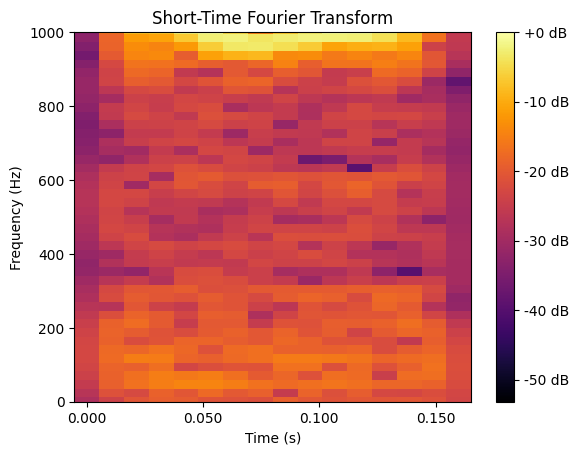 Short-Time Fourier Transform
1000
800
600
400
200
0
Frequency (Hz)
0.000
0.050
0.100
0.150
Time (s)
+0 dB
-10 dB
-20 dB
-30 dB
-40 dB
-50 dB